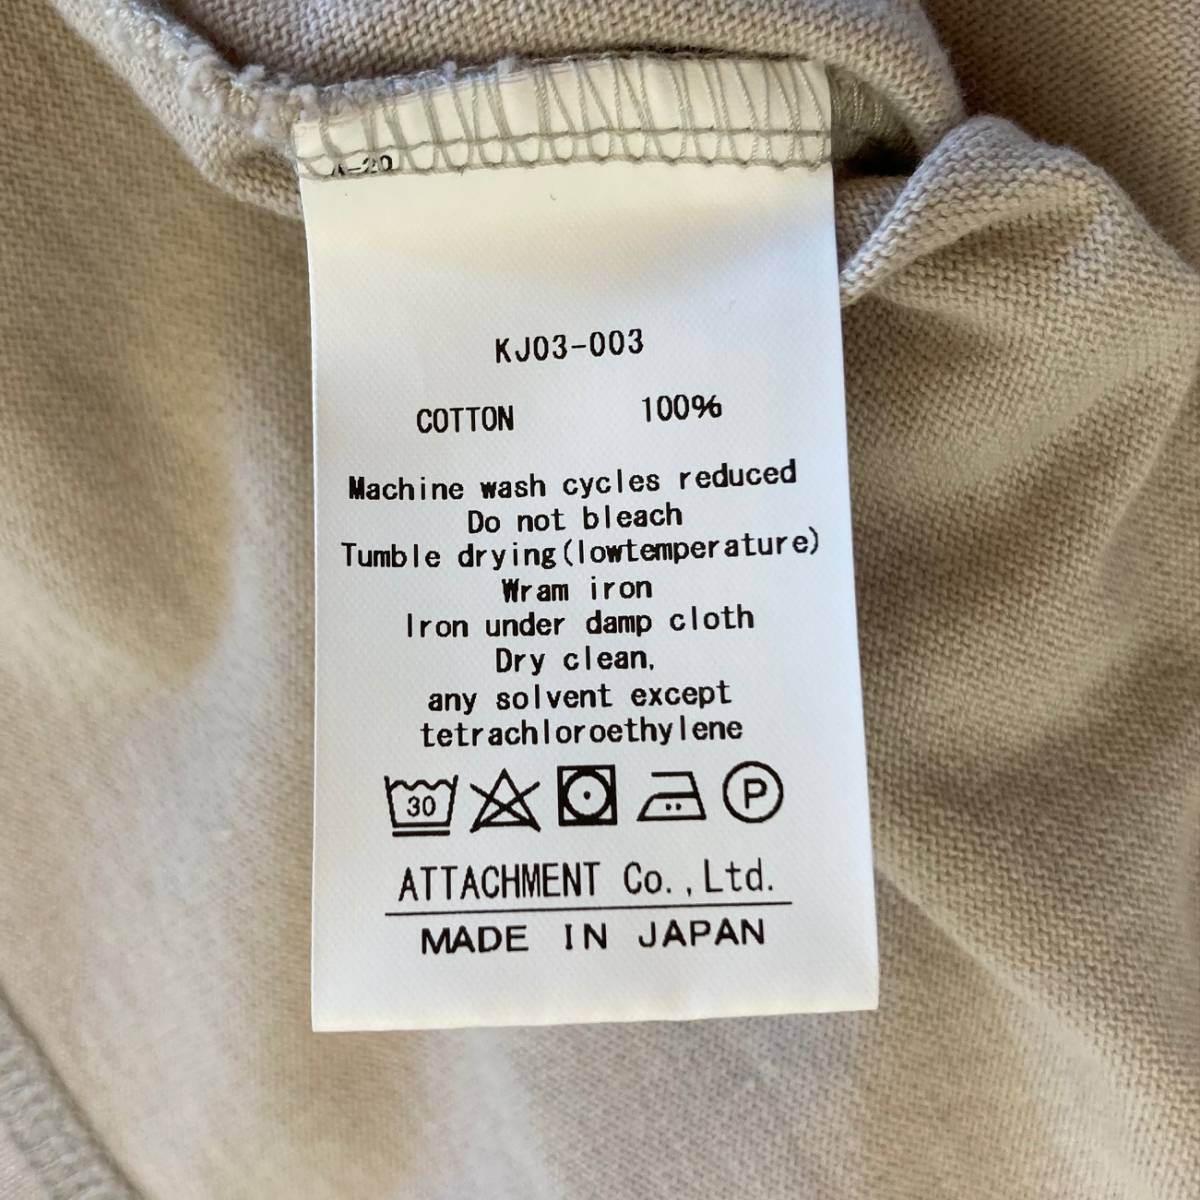 KJ03-003
COTTON 100%
Machine wash cycles reduced
Do not bleach
Tumble drying(lowtemperature)
Wram iron
Iron under damp cloth
Dry clean,
any solvent except
tetrachloroethylene
30 P
ATTACHMENT Co.,Ltd.
MADE IN JAPAN